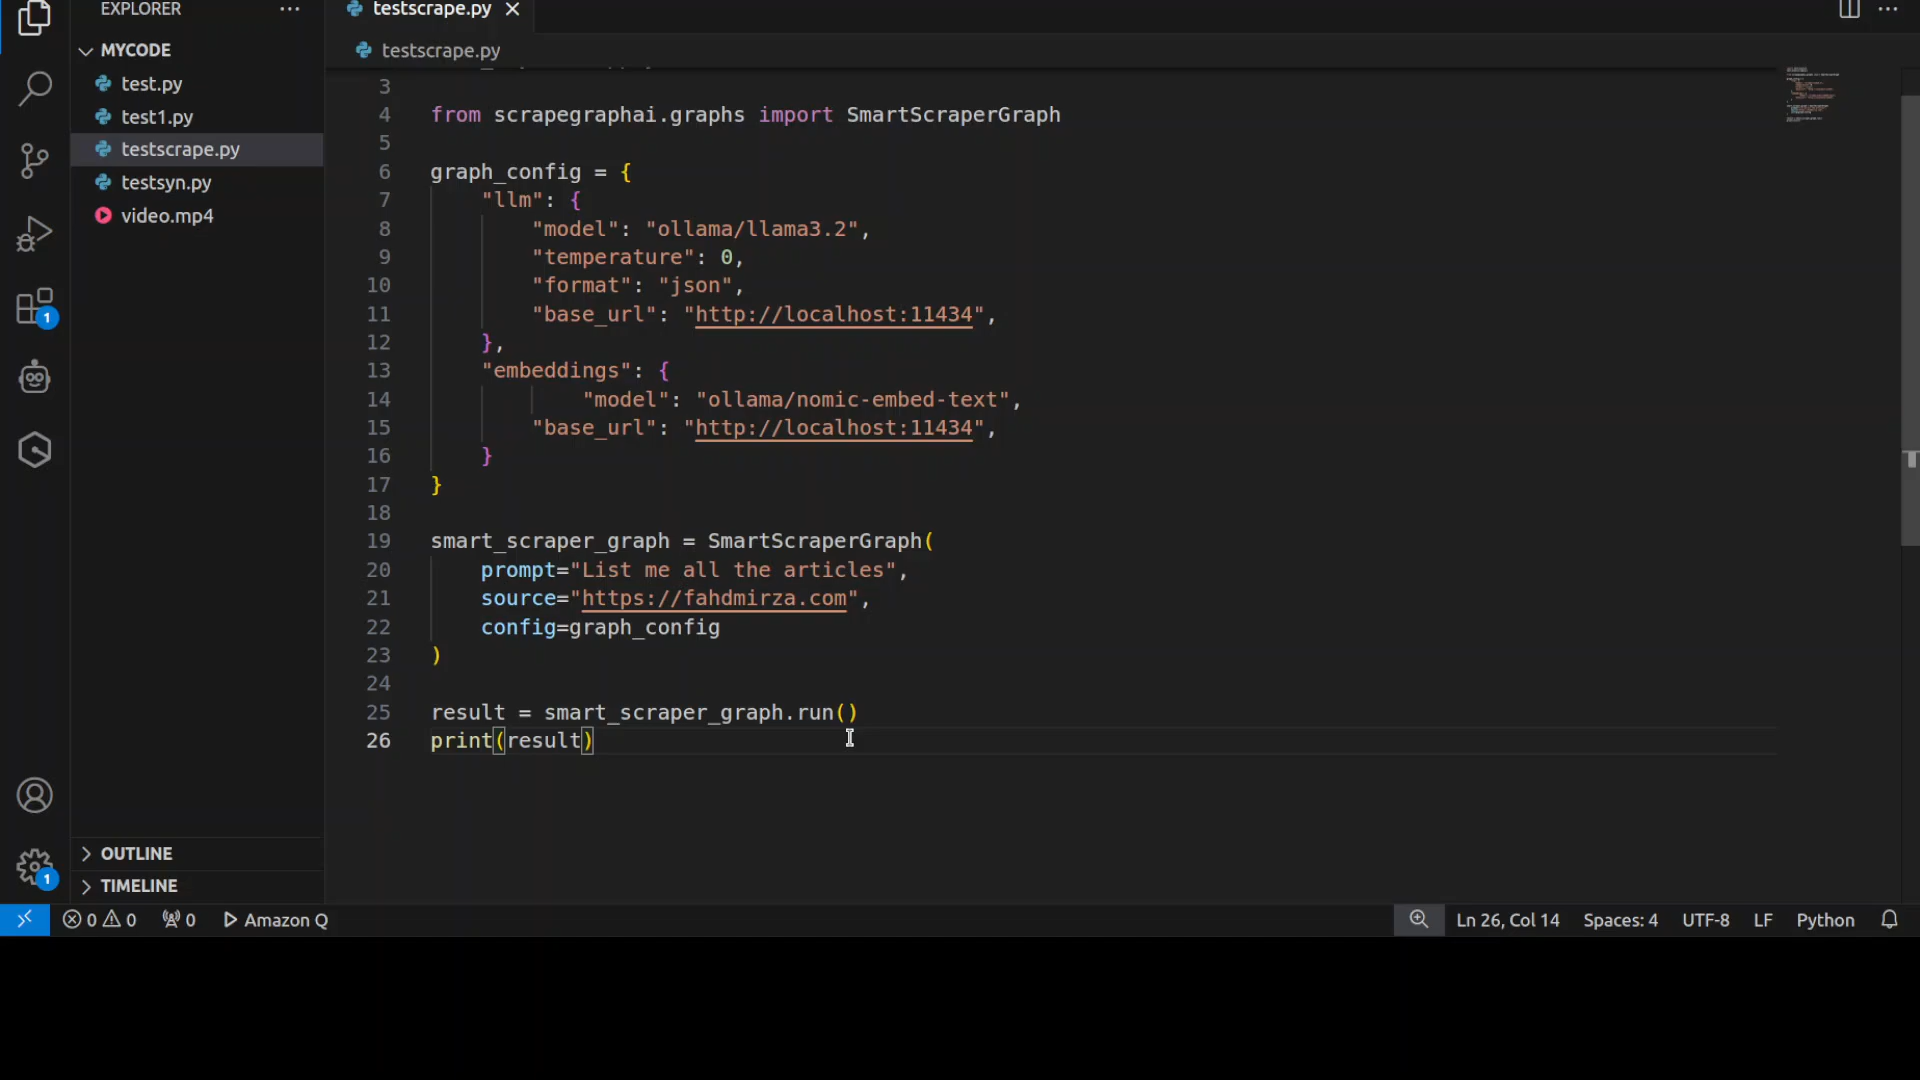 EXPLORER
testscrape.py
MYCODE
testscrape.py
test.py
test1.py
testscrape.py
testsyn.py
video.mp4
3
4 from scrapegraphai.graphs import SmartScraperGraph
5
6 graph_config = {
7 "llm": {
8 "model": "ollama/llama3.2",
9 "temperature": 0,
10 "format": "json",
11 "base_url": "http://localhost:11434",
12 },
13 "embeddings": {
14 "model": "ollama/nomic-embed-text",
15 "base_url": "http://localhost:11434",
16 }
17 }
18
19 smart_scraper_graph = SmartScraperGraph(
20 prompt="List me all the articles",
21 source="https://fahdmirza.com",
22 config=graph_config
23 )
24
25 result = smart_scraper_graph.run()
26 print(result)
1
OUTLINE
1
TIMELINE
0 0 0 Amazon Q Ln 26, Col 14 Spaces: 4 UTF-8 LF Python